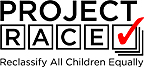 PROJECT
RACE
Reclassify All Children Equally